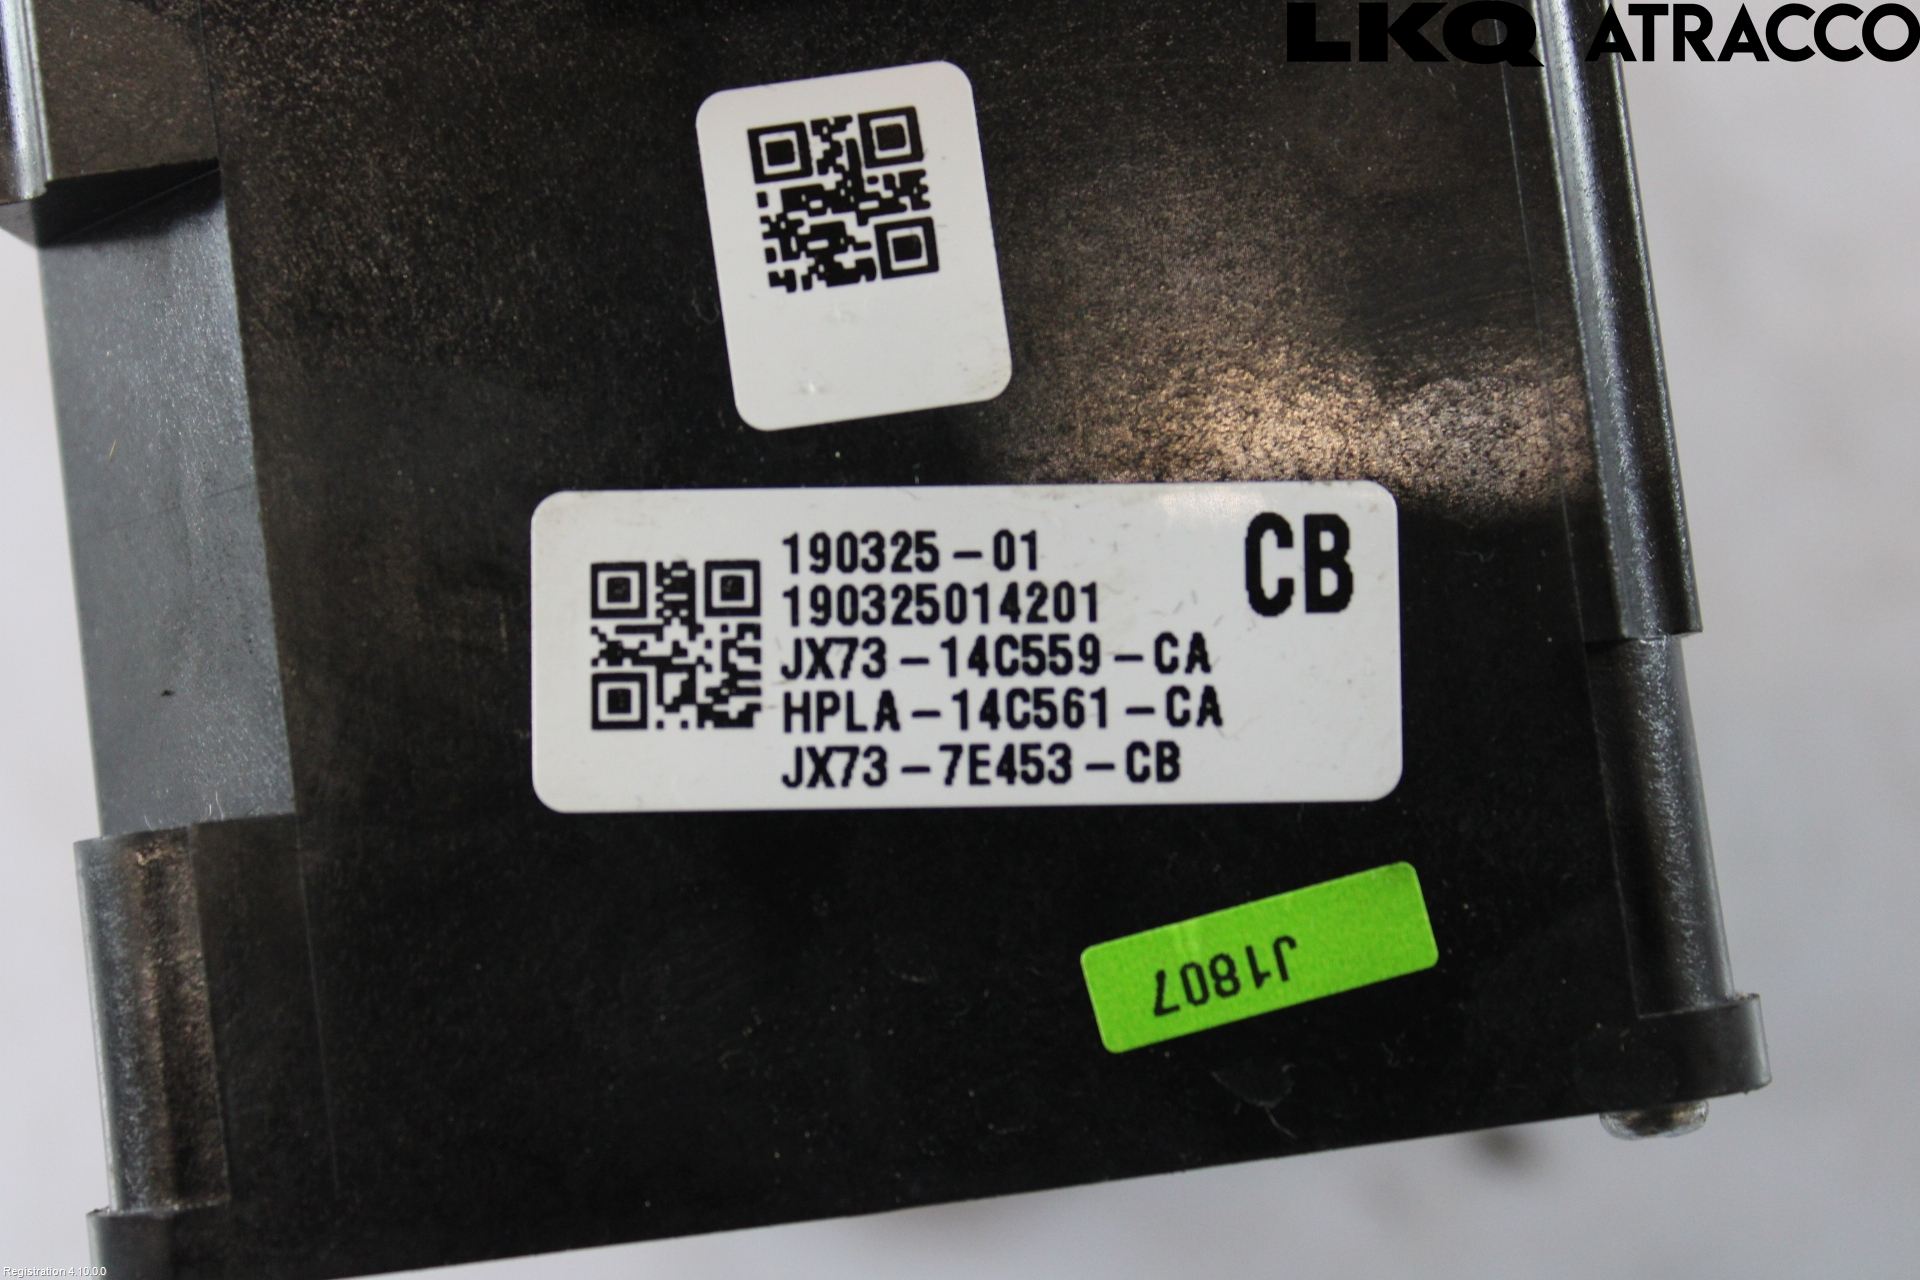 LKQ ATRACCO
190325-01
CB
190325014201
JX73-14C559-CA
HPLA-14C561-CA
JX73-7E453-CB
J1807
Registration 4.10.0.0